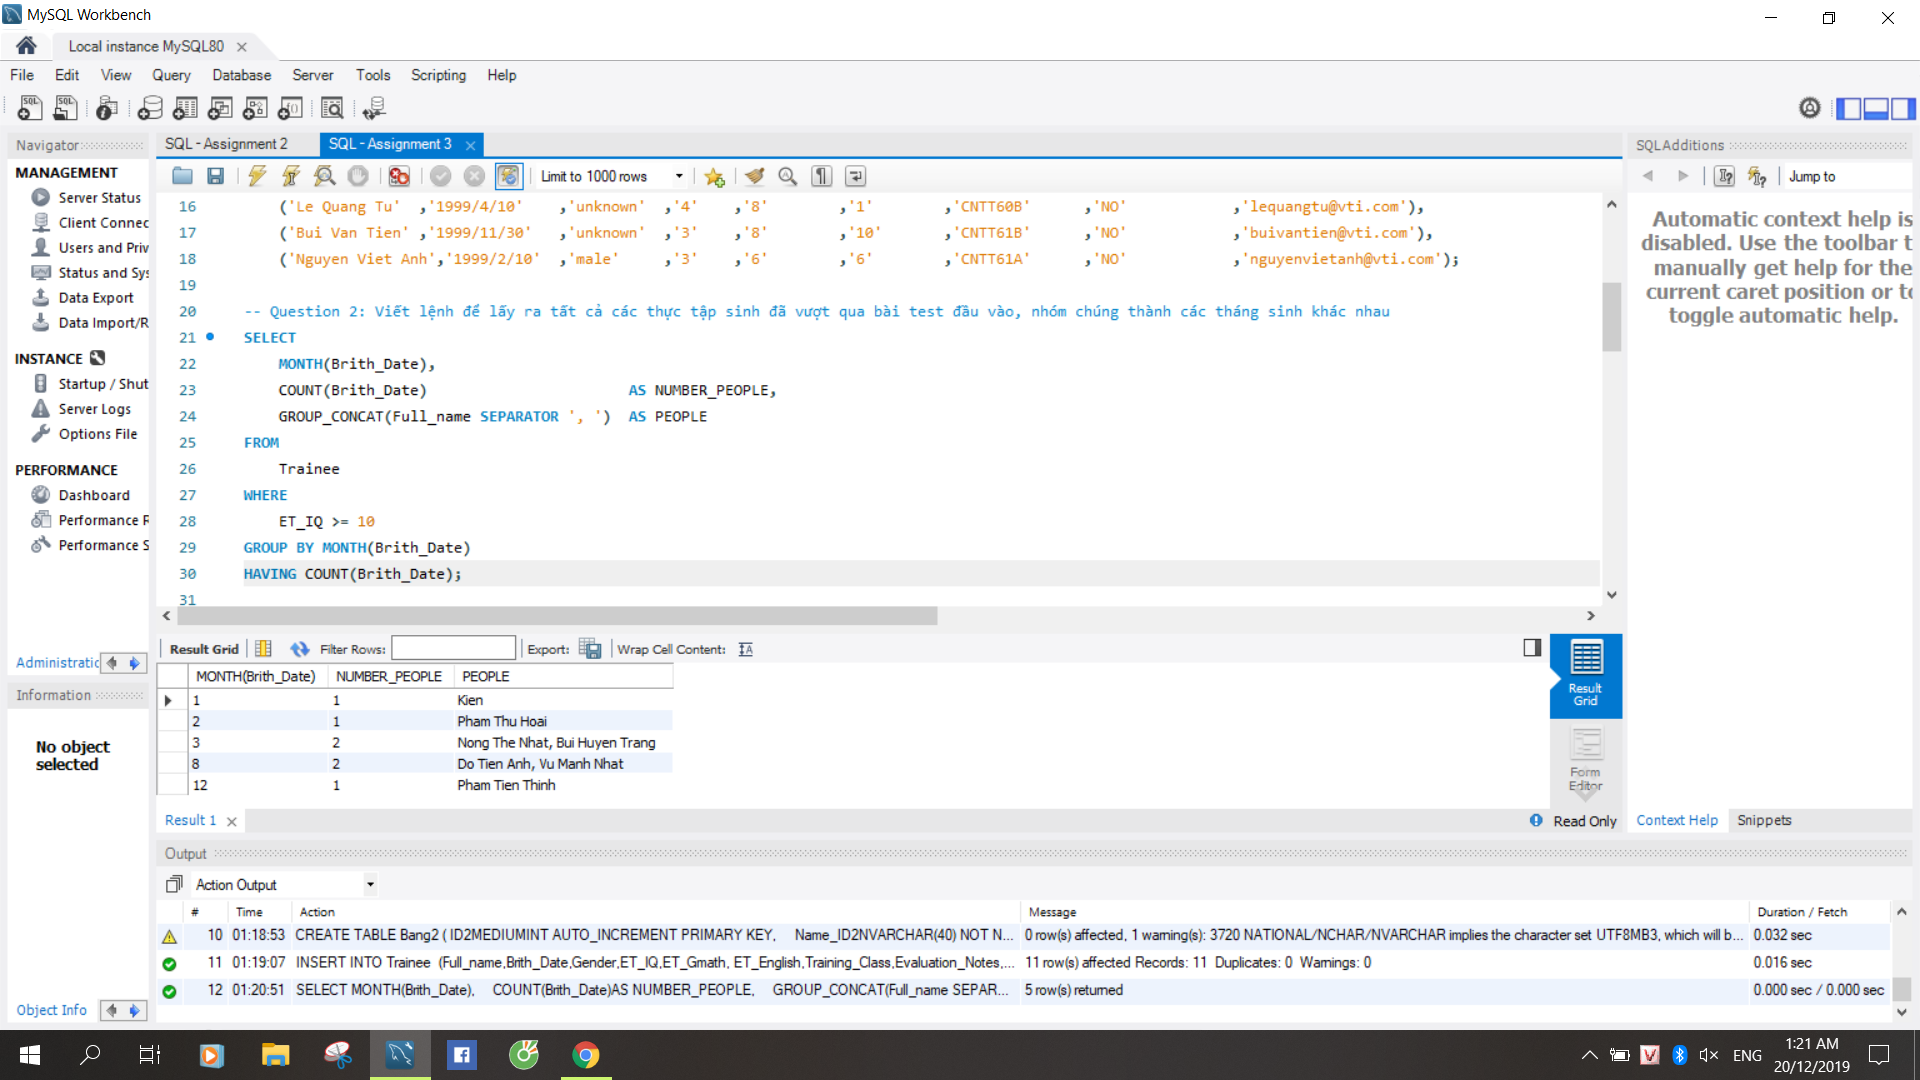 MySQL Workbench
Local instance MySQL80
File Edit View Query Database Server Tools Scripting Help
Navigator
SQL - Assignment 2
SQL - Assignment 3
SQLAdditions
MANAGEMENT
Server Status
Client Connec
Users and Priv
Status and Sys
Data Export
Data Import/R
INSTANCE
Startup / Shut
Server Logs
Options File
PERFORMANCE
Dashboard
Performance R
Performance S
Administratio
Information
No object
selected
Object Info
Limit to 1000 rows
16 ('Le Quang Tu' ,'1999/4/10' ,'unknown' ,'4' ,'8' ,'1' ,'CNTT60B' ,'NO' ,'lequangtu@vti.com'),
17 ('Bui Van Tien' ,'1999/11/30' ,'unknown' ,'3' ,'8' ,'10' ,'CNTT61B' ,'NO' ,'buivantien@vti.com'),
18 ('Nguyen Viet Anh','1999/2/10' ,'male' ,'3' ,'6' ,'6' ,'CNTT61A' ,'NO' ,'nguyenvietanh@vti.com');
19
20 -- Question 2: Viết lệnh để lấy ra tất cả các thực tập sinh đã vượt qua bài test đầu vào, nhóm chúng thành các tháng sinh khác nhau
21 SELECT
22 MONTH(Brith_Date),
23 COUNT(Brith_Date) AS NUMBER_PEOPLE,
24 GROUP_CONCAT(Full_name SEPARATOR ', ') AS PEOPLE
25 FROM
26 Trainee
27 WHERE
28 ET_IQ >= 10
29 GROUP BY MONTH(Brith_Date)
30 HAVING COUNT(Brith_Date);
31
Jump to
Automatic context help is
disabled. Use the toolbar t
manually get help for the
current caret position or to
toggle automatic help.
Result Grid Filter Rows: Export: Wrap Cell Content:
MONTH(Brith_Date) NUMBER_PEOPLE PEOPLE
1 1 Kien
2 1 Pham Thu Hoai
3 2 Nong The Nhat, Bui Huyen Trang
8 2 Do Tien Anh, Vu Manh Nhat
12 1 Pham Tien Thinh
Result
Grid
Form
Editor
Result 1
Read Only
Context Help Snippets
Output
Action Output
# Time Action Message Duration / Fetch
10 01:18:53 CREATE TABLE Bang2 ( ID2MEDIUMINT AUTO_INCREMENT PRIMARY KEY, Name_ID2NVARCHAR(40) NOT N... 0 row(s) affected, 1 warning(s): 3720 NATIONAL/NCHAR/NVARCHAR implies the character set UTF8MB3, which will b... 0.032 sec
11 01:19:07 INSERT INTO Trainee (Full_name,Brith_Date,Gender,ET_IQ,ET_Gmath, ET_English,Training_Class,Evaluation_Notes,... 11 row(s) affected Records: 11 Duplicates: 0 Warnings: 0 0.016 sec
12 01:20:51 SELECT MONTH(Brith_Date), COUNT(Brith_Date)AS NUMBER_PEOPLE, GROUP_CONCAT(Full_name SEPAR... 5 row(s) returned 0.000 sec / 0.000 sec
ENG
1:21 AM
20/12/2019